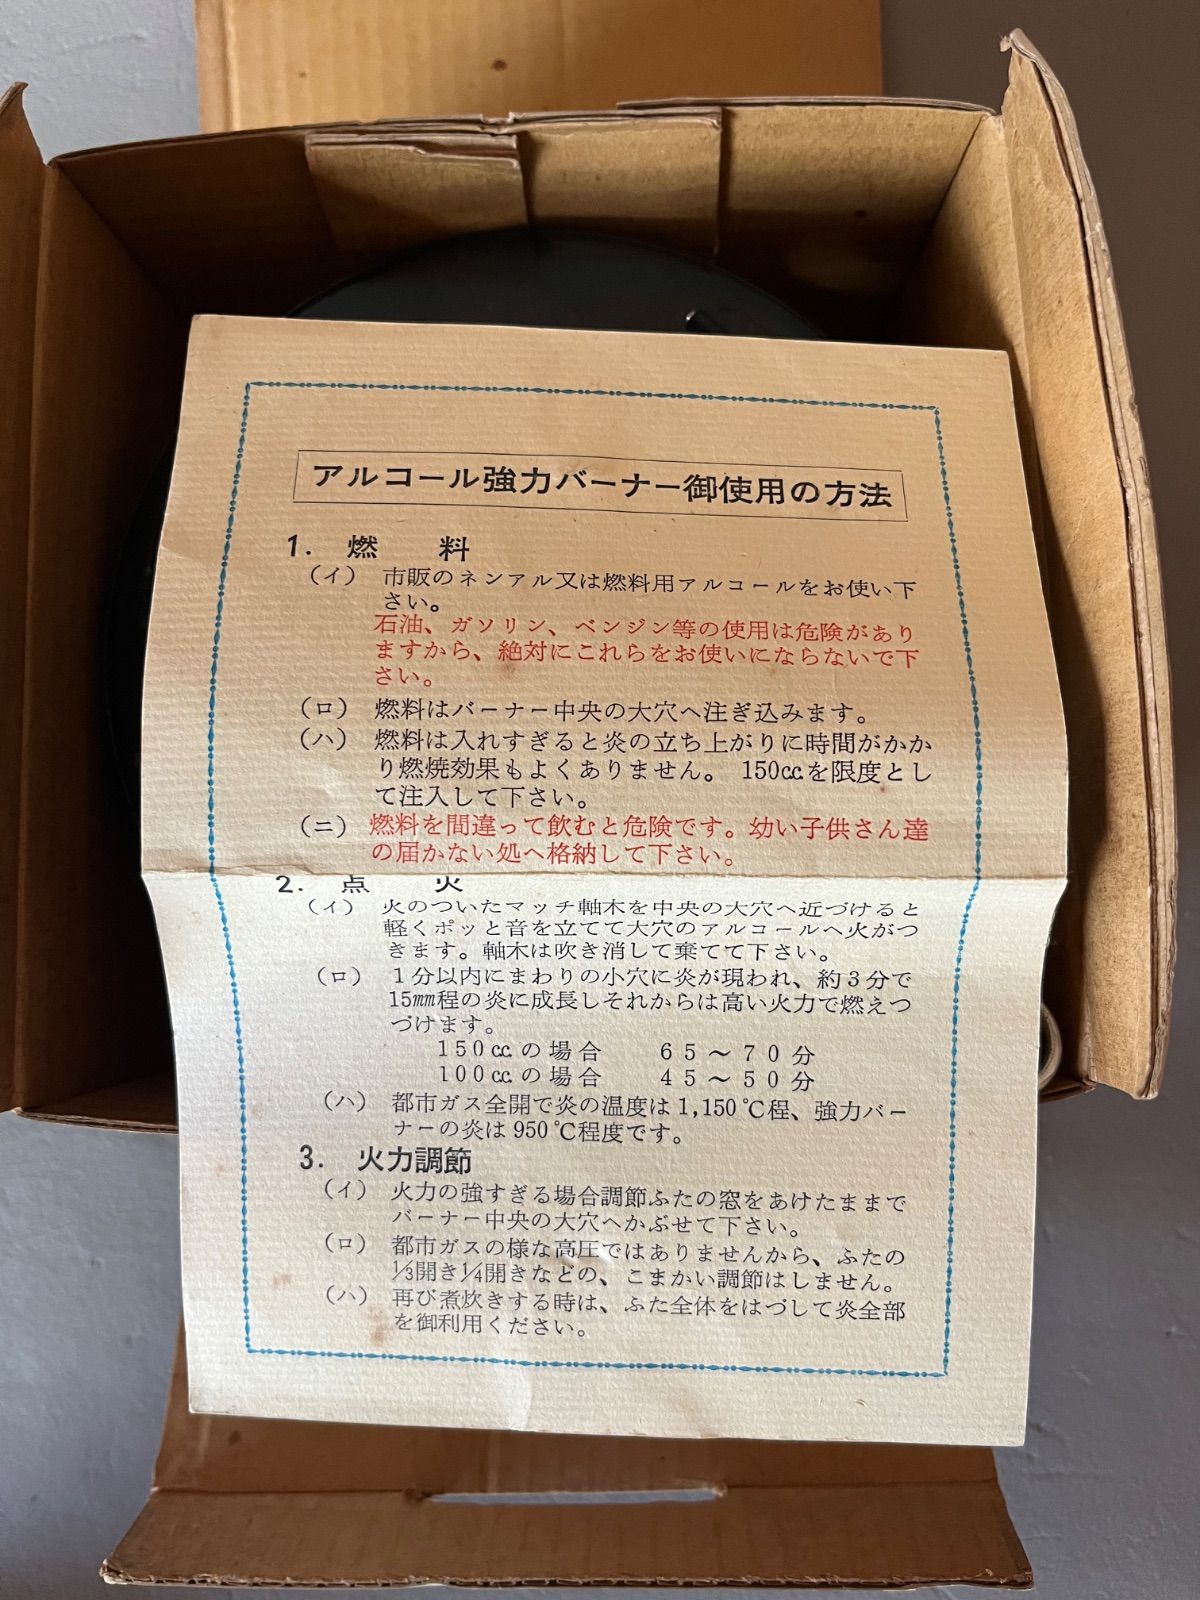 アルコール強力バーナー御使用の方法
1. 燃 料
（イ） 市販のネンアル又は燃料用アルコールをお使い下
さい。
石油、ガソリン、ベンジン等の使用は危険があり
ますから、絶対にこれらをお使いにならないで下
さい。
（ロ） 燃料はバーナー中央の大穴へ注ぎ込みます。
（ハ） 燃料は入れすぎると炎の立ち上がりに時間がかか
り燃焼効果もよくありません。 150㏄を限度とし
て注入して下さい。
（ニ） 燃料を間違って飲むと危険です。幼い子供さん達
の届かない処へ格納して下さい。
2. 点 火
（イ） 火のついたマッチ軸木を中央の大穴へ近づけると
軽くポッと音を立てて大穴のアルコールへ火がつ
きます。軸木は吹き消して棄てて下さい。
（ロ） 1分以内にまわりの小穴に炎が現われ、約3分で
15㎜程の炎に成長しそれからは高い火力で燃えつ
づけます。
150㏄の場合 65～70分
100㏄の場合 45～50分
（ハ） 都市ガス全開で炎の温度は1,150℃程、強力バー
ナーの炎は950℃程度です。
3. 火力調節
（イ） 火力の強すぎる場合調節ふたの窓をあけたままで
バーナー中央の大穴へかぶせて下さい。
（ロ） 都市ガスの様な高圧ではありませんから、ふたの
⅓開き¼開きなどの、こまかい調節はしません。
（ハ） 再び煮炊きする時は、ふた全体をはづして炎全部
を御利用ください。